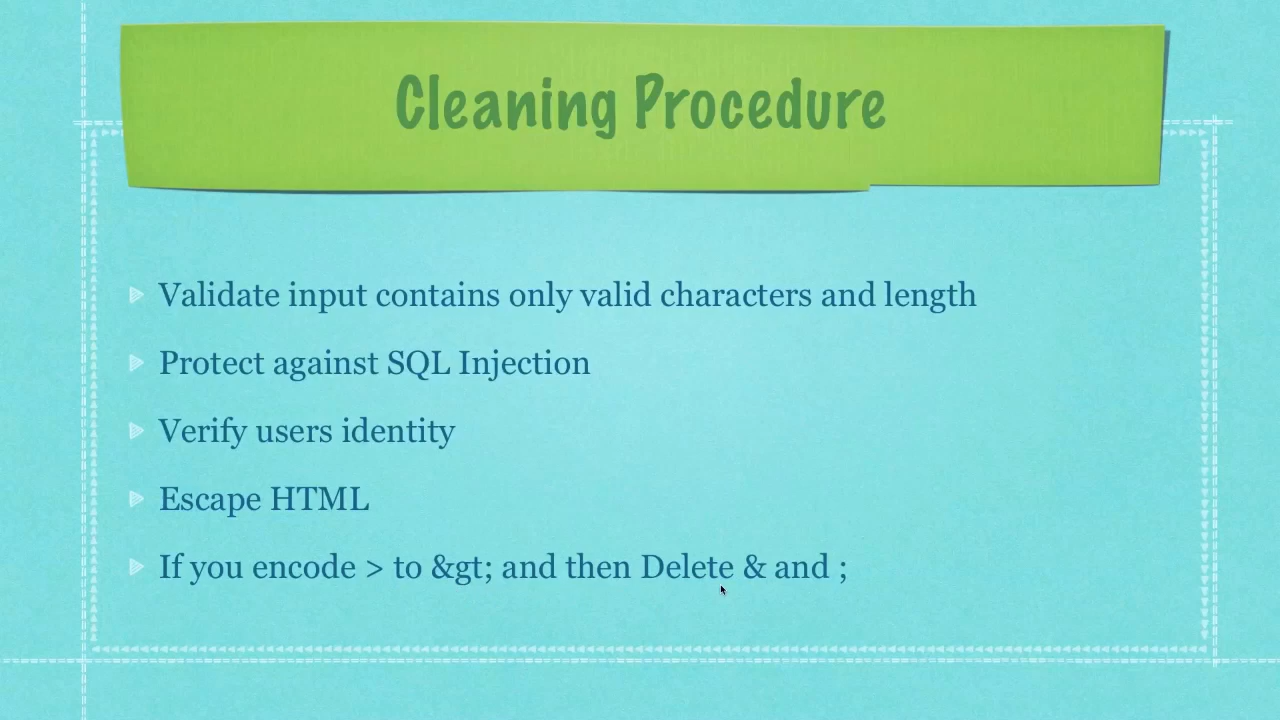 Cleaning Procedure
Validate input contains only valid characters and length
Protect against SQL Injection
Verify users identity
Escape HTML
If you encode > to &gt; and then Delete & and ;